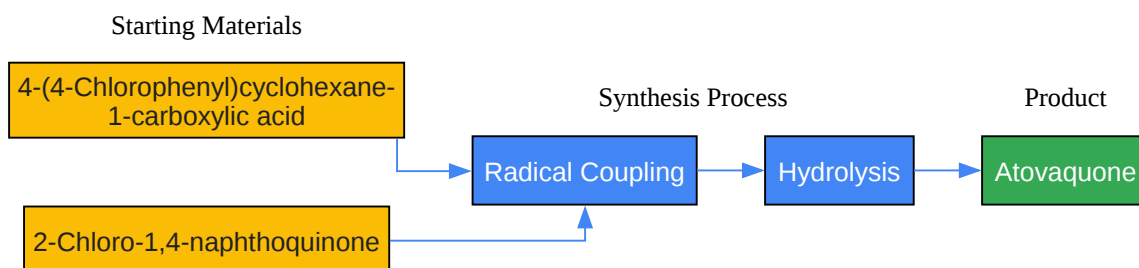 Starting Materials
4-(4-Chlorophenyl)cyclohexane-
1-carboxylic acid
Synthesis Process
Product
Radical Coupling
Hydrolysis
Atovaquone
2-Chloro-1,4-naphthoquinone